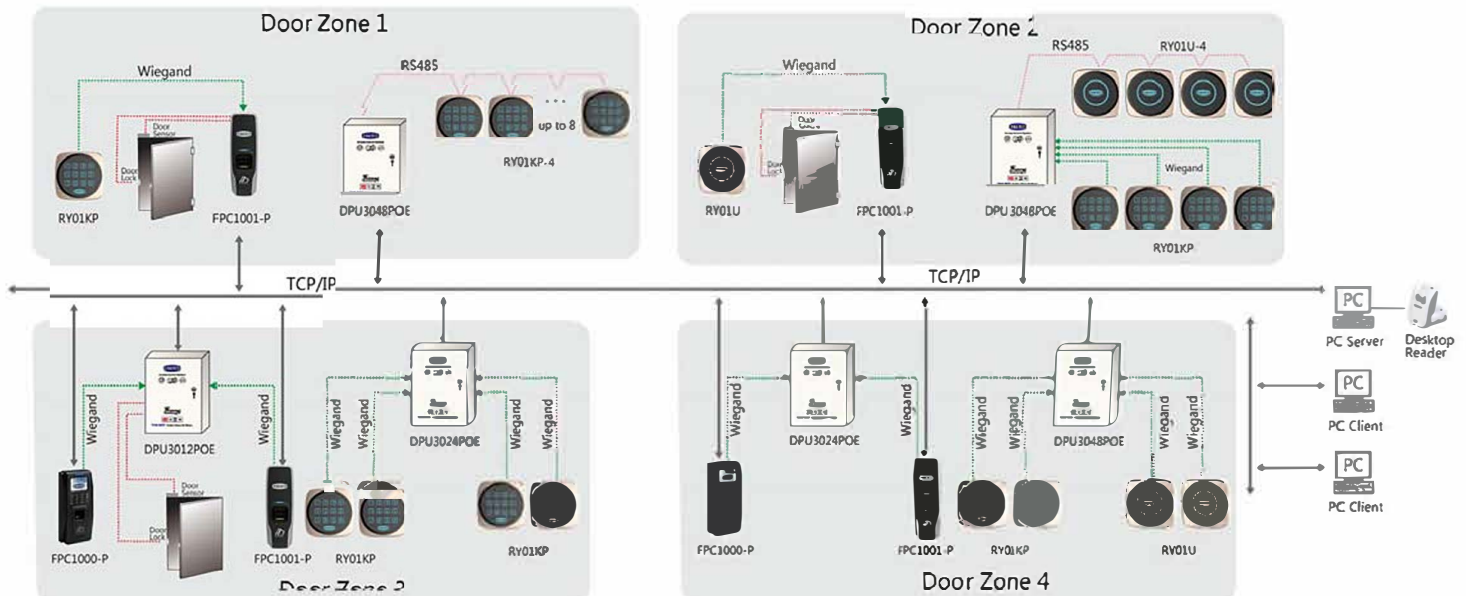 Door Zone 1
Wiegand
RS485
Door
Sensor
Door
Lock
up to 8
RY01KP-4
RY01KP
FPC1001-P
DPU3048POE
Door Zone
Wiegand
RS485
RY01U-4
Door
Lock
Wiegand
RY01U
FPC1001-P
DPU3048POE
RY01KP
TCP/IP
TCP/IP
PC
PC Server
Desktop
Reader
PC
PC Client
PC
PC Client
Wiegand
Wiegand
DPU3012POE
Door
Sensor
Door
Lock
FPC1000-P
FPC1001-P
Wiegand
Wiegand
DPU3024POE
Wiegand
Wiegand
RY01KP
RY01KP
Wiegand
DPU3024POE
Wiegand
FPC1000-P
FPC1001-P
Wiegand
Wiegand
DPU3048POE
Wiegand
Wiegand
RY01KP
RY01U
Door Zone 4